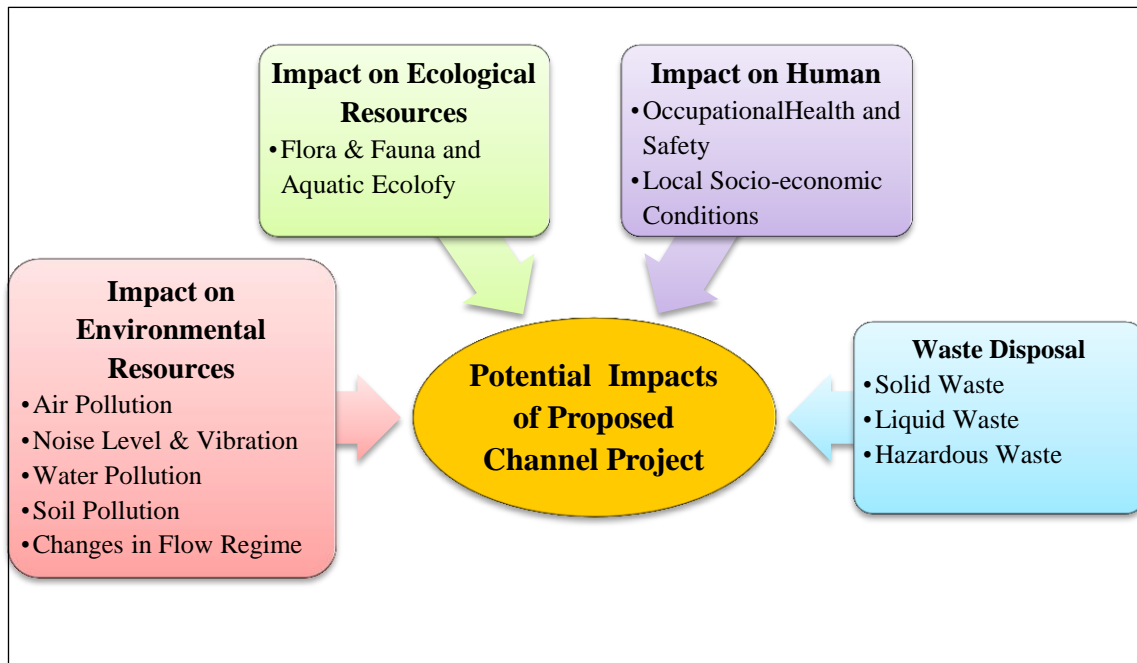 Impact on Ecological
Resources
•Flora & Fauna and
Aquatic Ecolofy
Impact on Human
•OccupationalHealth and
Safety
•Local Socio-economic
Conditions
Impact on
Environmental
Resources
•Air Pollution
•Noise Level & Vibration
•Water Pollution
•Soil Pollution
•Changes in Flow Regime
Potential Impacts
of Proposed
Channel Project
Waste Disposal
•Solid Waste
•Liquid Waste
•Hazardous Waste